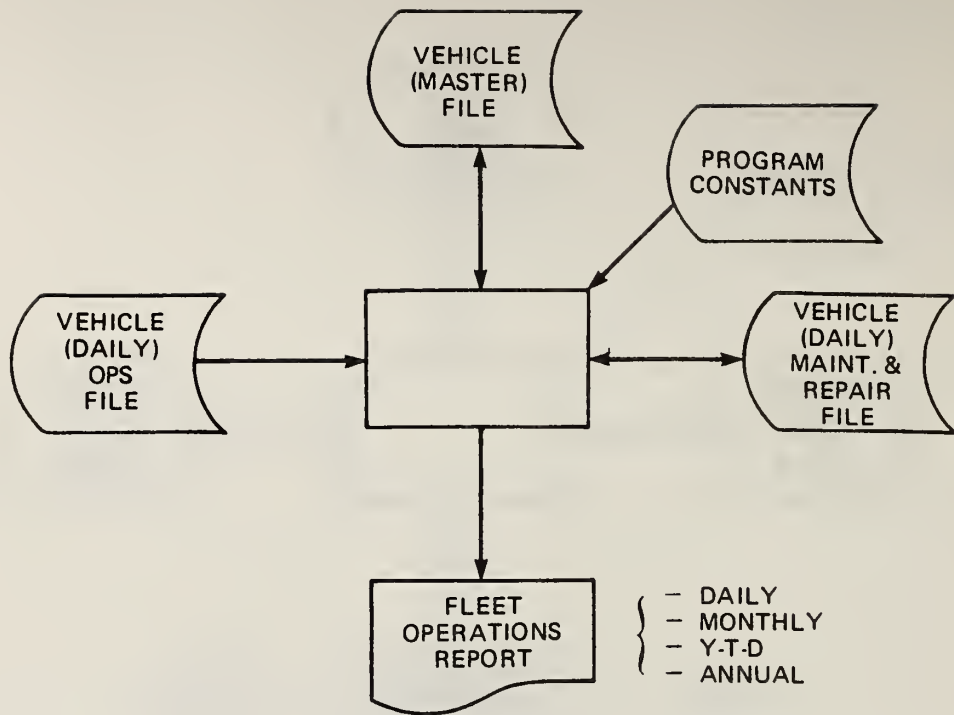 VEHICLE
(MASTER)
FILE
PROGRAM
CONSTANTS
VEHICLE
(DAILY)
OPS
FILE
VEHICLE
(DAILY)
MAINT. &
REPAIR
FILE
FLEET
OPERATIONS
REPORT
- DAILY
- MONTHLY
- Y-T-D
- ANNUAL